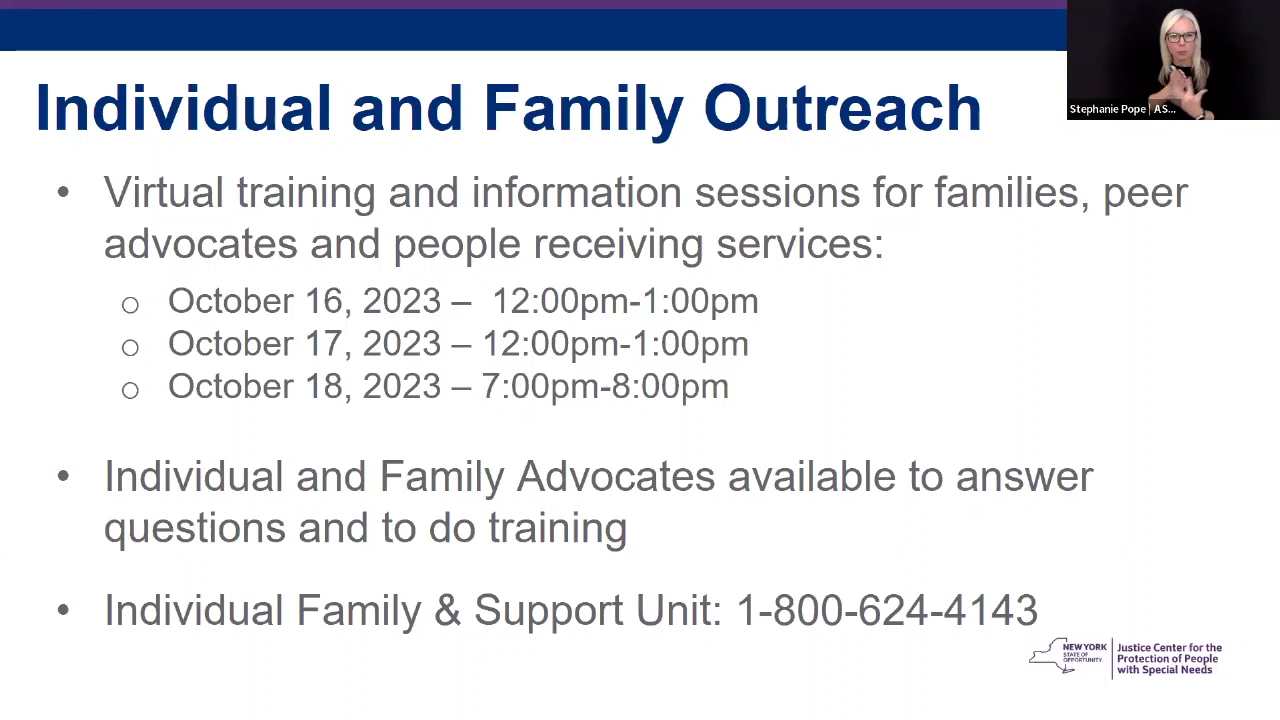 Individual and Family Outreach
Stephanie Pope | AS...
• Virtual training and information sessions for families, peer
advocates and people receiving services:
o October 16, 2023 – 12:00pm-1:00pm
o October 17, 2023 – 12:00pm-1:00pm
o October 18, 2023 – 7:00pm-8:00pm
• Individual and Family Advocates available to answer
questions and to do training
• Individual Family & Support Unit: 1-800-624-4143
NEW YORK
STATE OF
OPPORTUNITY.
Justice Center for the
Protection of People
with Special Needs